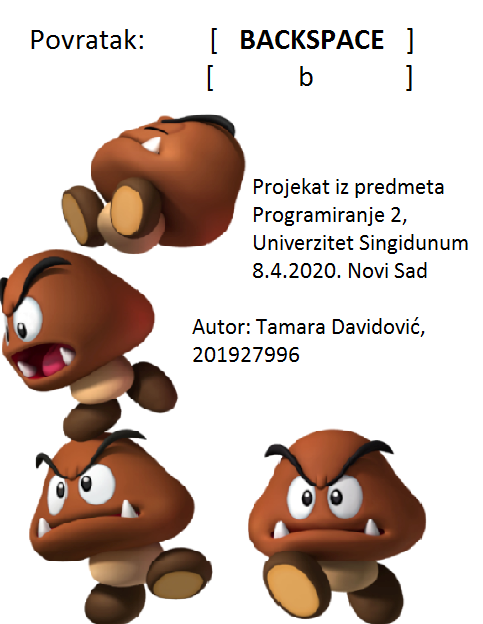 Povratak: [ BACKSPACE ]
[ b ]
Projekat iz predmeta
Programiranje 2,
Univerzitet Singidunum
8.4.2020. Novi Sad
Autor: Tamara Davidović,
201927996